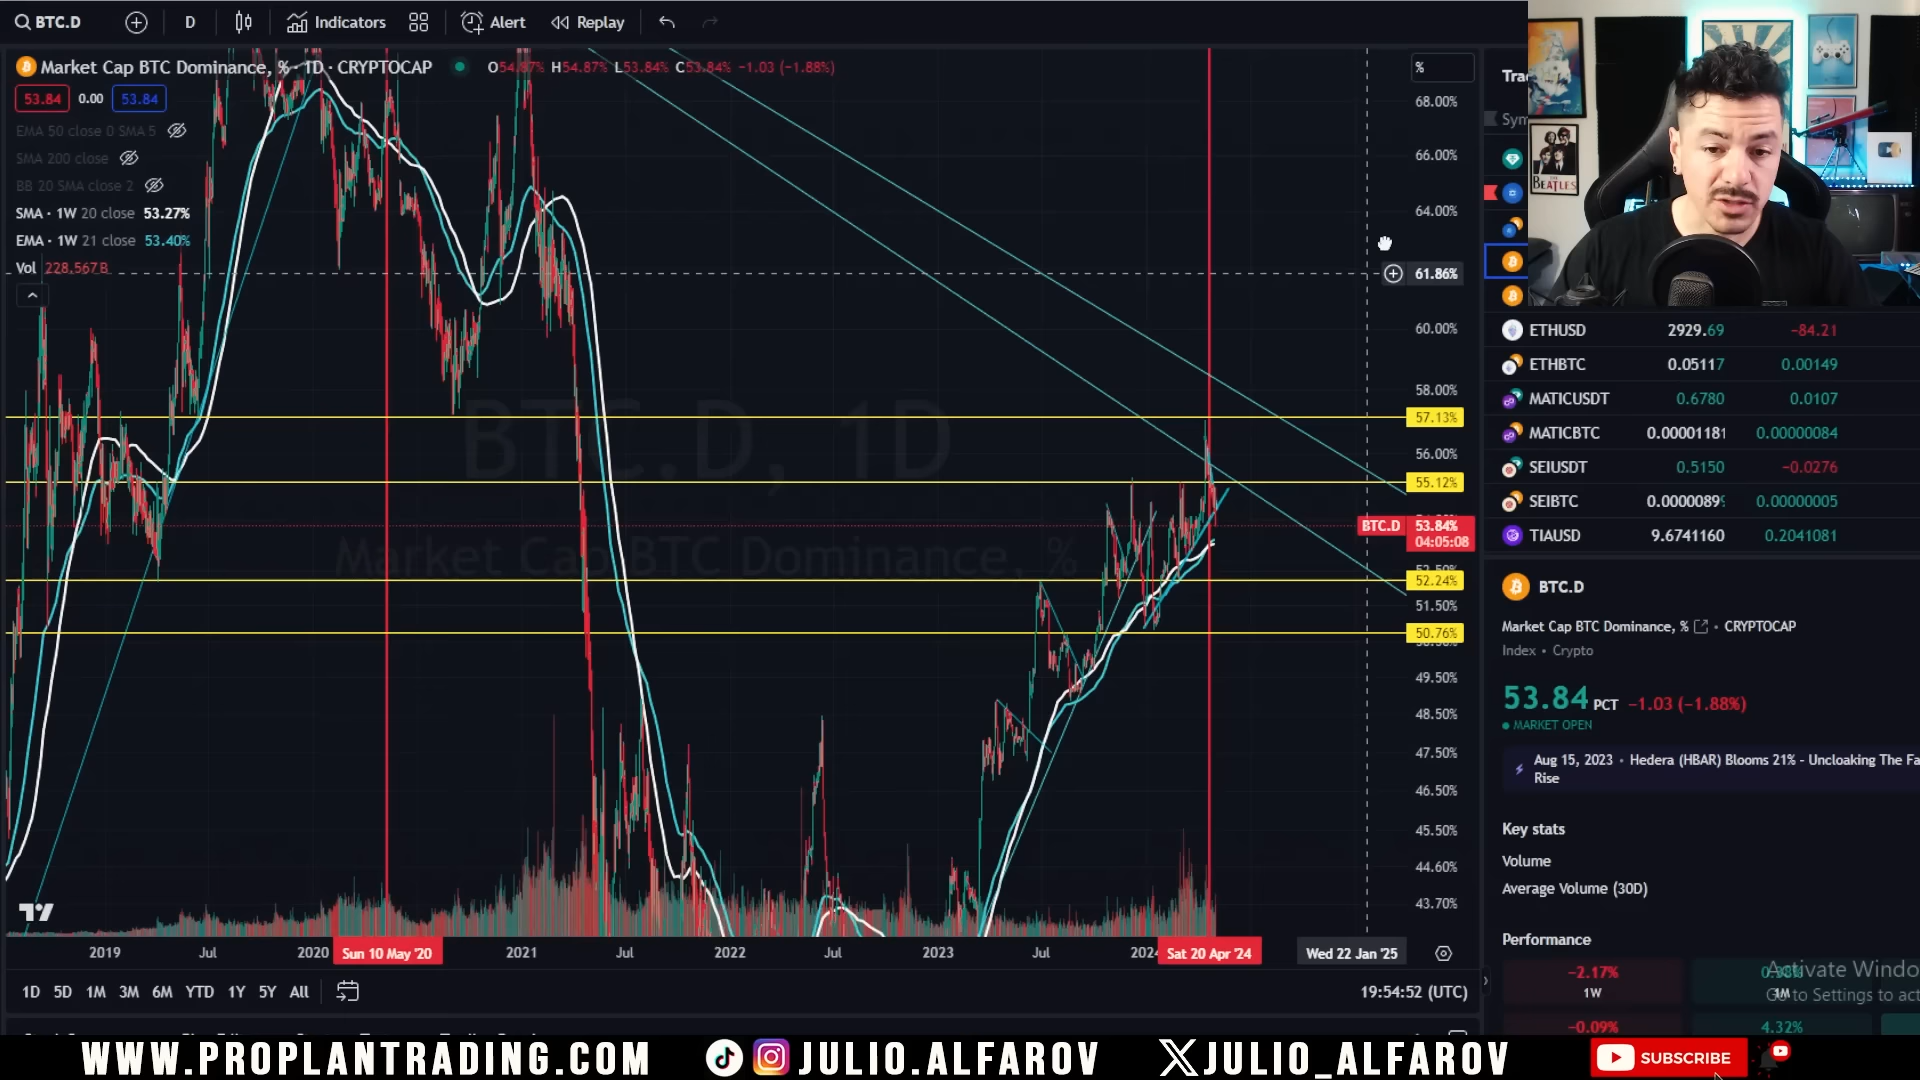 BTC.D
D
Indicators
Alert
Replay
Market Cap BTC Dominance, % · 1D · CRYPTOCAP
O54.87% H54.87% L53.84% C53.84% −1.03 (−1.88%)
53.84 0.00 53.84
EMA 50 close 0 SMA 5
SMA 200 close
BB 20 SMA close 2
SMA · 1W 20 close 53.27%
EMA · 1W 21 close 53.40%
Vol 228.567B
BTC.D, 1D
Market Cap BTC Dominance, %
%
68.00%
66.00%
64.00%
61.86%
60.00%
58.00%
57.13%
56.00%
55.12%
BTC.D 53.84%
04:05:08
52.50%
52.24%
51.50%
50.76%
49.50%
48.50%
47.50%
46.50%
45.50%
44.60%
43.70%
2019 Jul 2020 Sun 10 May '20 2021 Jul 2022 Jul 2023 Jul 2024 Sat 20 Apr '24 Wed 22 Jan '25
1D 5D 1M 3M 6M YTD 1Y 5Y All
19:54:52 (UTC)
THE BEATLES
ETHUSD 2929.69 −84.21
ETHBTC 0.05117 0.00149
MATICUSDT 0.6780 0.0107
MATICBTC 0.00001181 0.00000084
SEIUSDT 0.5150 −0.0276
SEIBTC 0.0000089 0.00000005
TIAUSD 9.6741160 0.2041081
BTC.D
Market Cap BTC Dominance, % • CRYPTOCAP
Index • Crypto
53.84 PCT −1.03 (−1.88%)
MARKET OPEN
Aug 15, 2023 • Hedera (HBAR) Blooms 21% - Uncloaking The Fa
Rise
Key stats
Volume
Average Volume (30D)
Performance
−2.17%
1W
1M
Activate Windo
Go to Settings to act
−0.09%
4.32%
WWW.PROPLANTRADING.COM
JULIO.ALFAROV
JULIO_ALFAROV
SUBSCRIBE